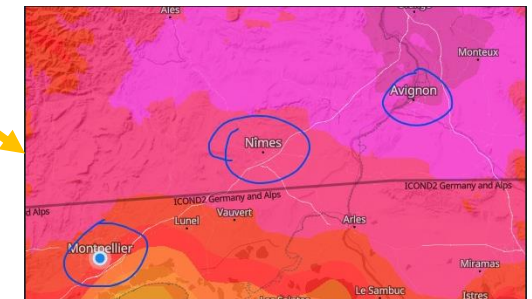 Ales
Monteux
Avignon
Nîmes
ICOND2 Germany and Alps
ICOND2 Germany and Alps
d Alps
Vauvert
Lunel
Arles
Montpellier
Miramas
Le Sambuc
Istres